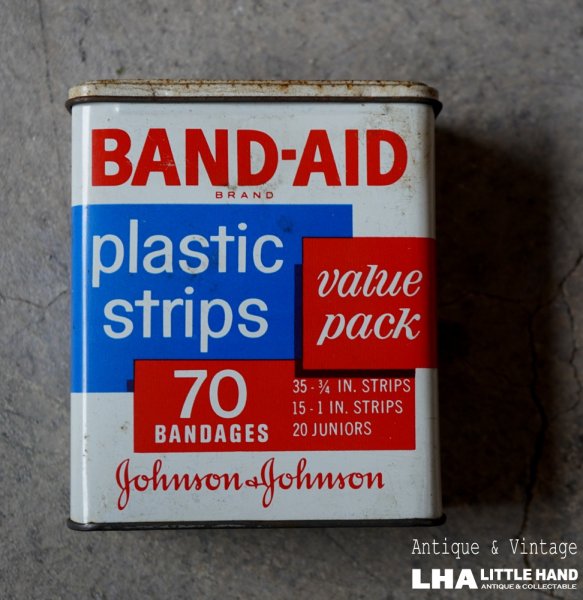 BAND-AID
BRAND
plastic
strips
value
pack
70
BANDAGES
35 - ¾ IN. STRIPS
15 - 1 IN. STRIPS
20 JUNIORS
Johnson & Johnson
Antique & Vintage
LHA LITTLE HAND
ANTIQUE & COLLECTABLE